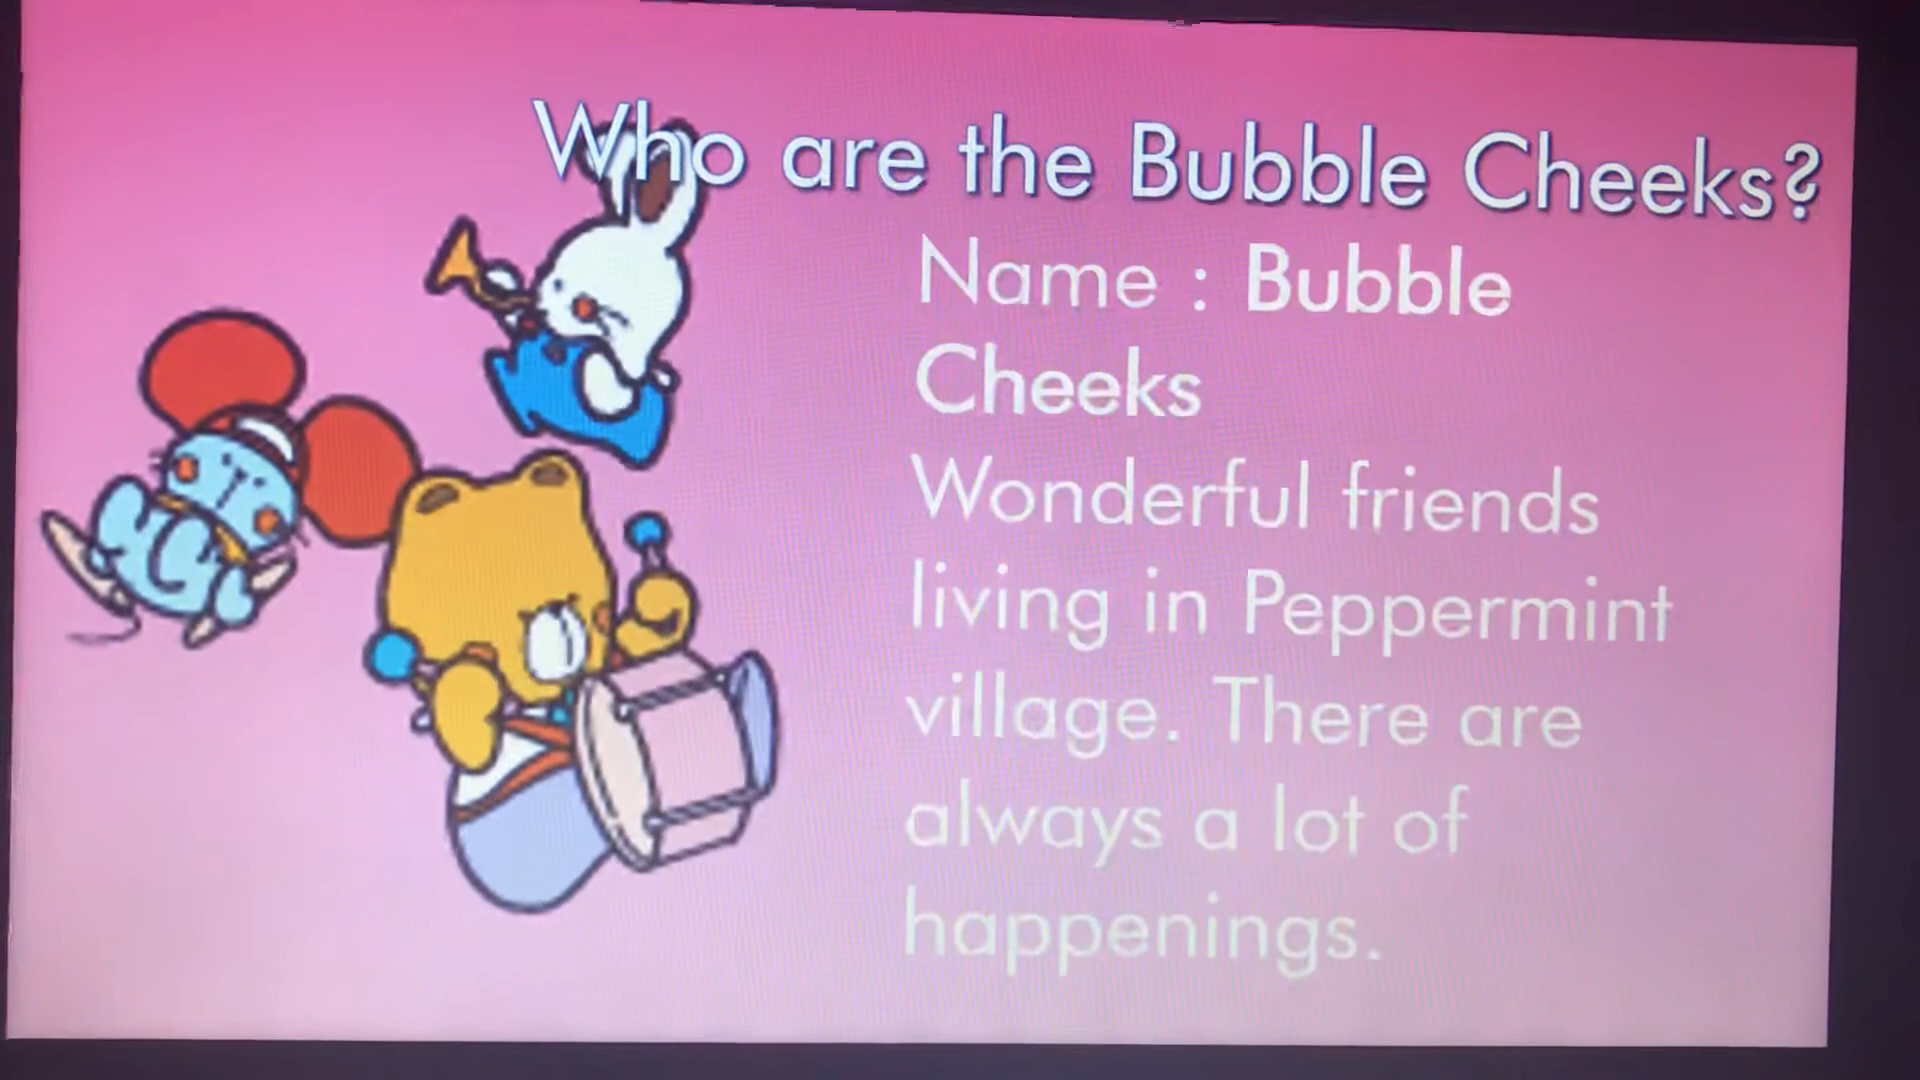 Who are the Bubble Cheeks?
Name : Bubble
Cheeks
Wonderful friends
living in Peppermint
village. There are
always a lot of
happenings.